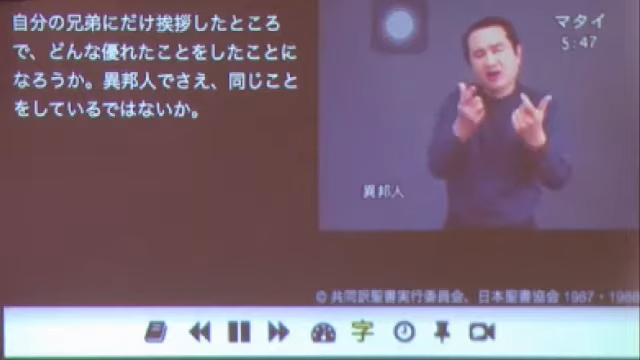 自分の兄弟にだけ挨拶したところ
で、どんな優れたことをしたことに
なろうか。異邦人でさえ、同じこと
をしているではないか。
マタイ
5:47
異邦人
© 共同訳聖書実行委員会、日本聖書協会 1987・1988
字